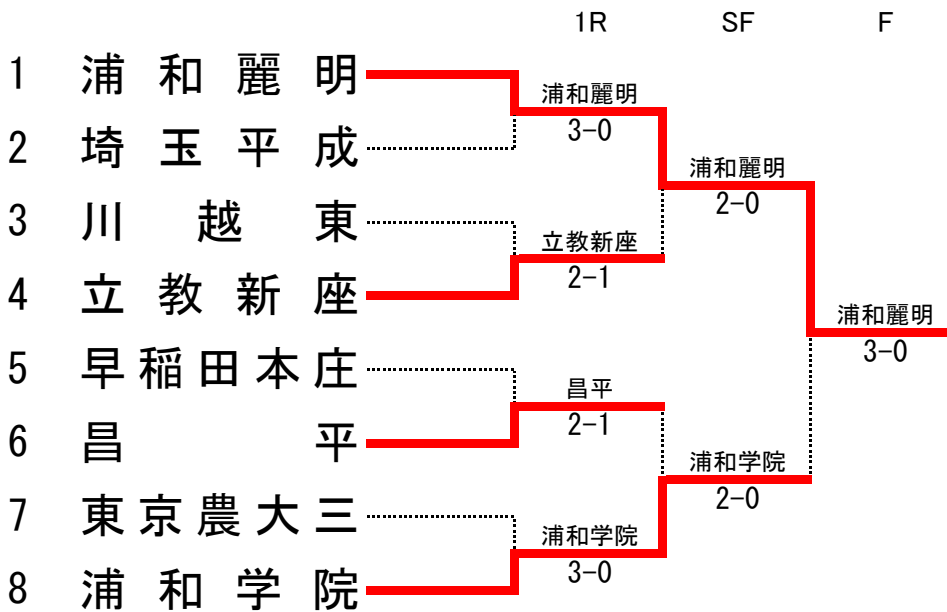 1R SF F
1 浦和麗明
2 埼玉平成
3 川越東
4 立教新座
5 早稲田本庄
6 昌平
7 東京農大三
8 浦和学院
浦和麗明
3-0
立教新座
2-1
昌平
2-1
浦和学院
3-0
浦和麗明
2-0
浦和学院
2-0
浦和麗明
3-0